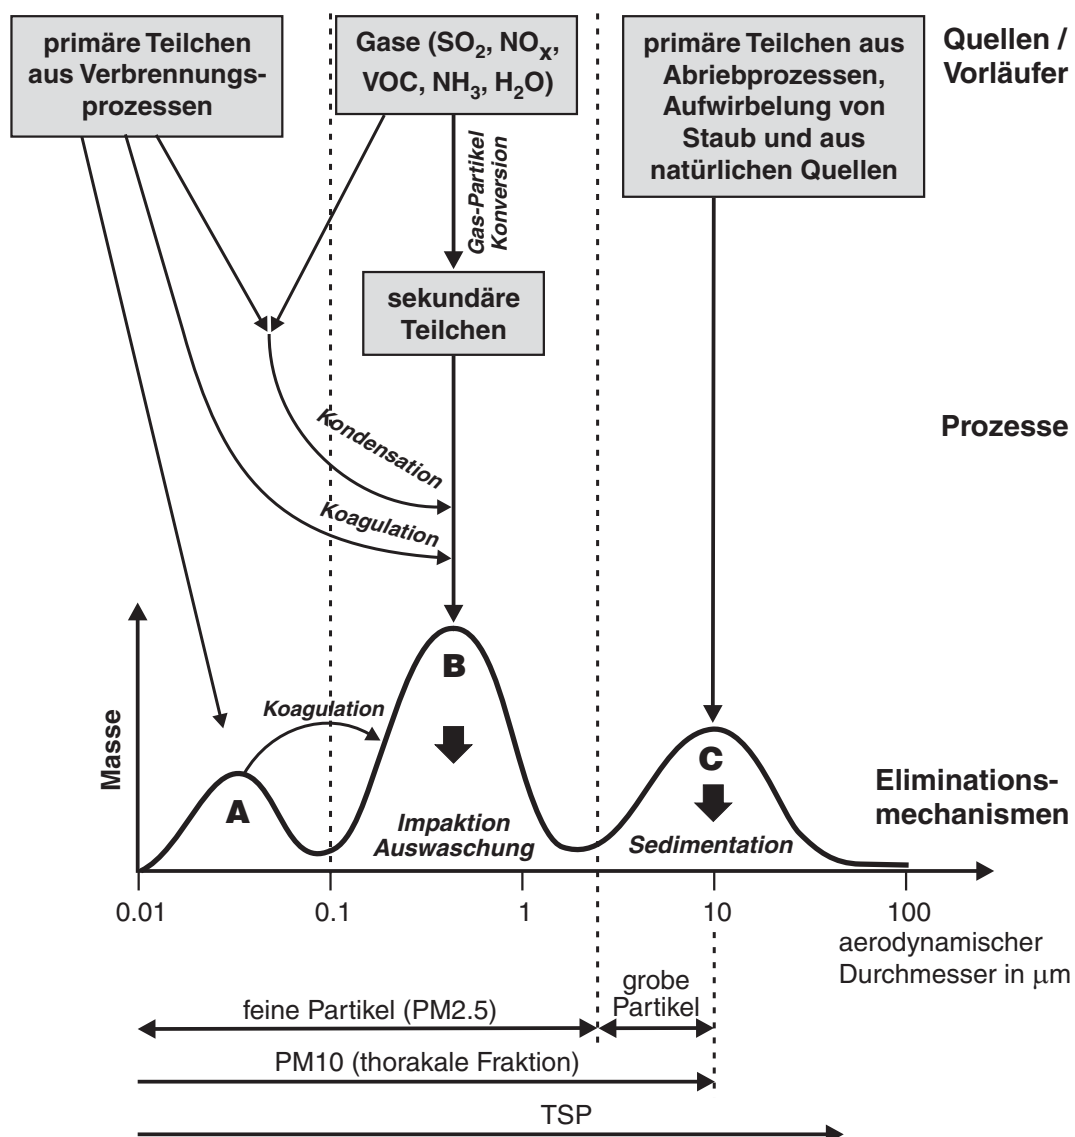 primäre Teilchen
aus Verbrennungs-
prozessen
Gase (SO₂, NOₓ,
VOC, NH₃, H₂O)
primäre Teilchen aus
Abriebprozessen,
Aufwirbelung von
Staub und aus
natürlichen Quellen
Quellen /
Vorläufer
Gas-Partikel
Konversion
sekundäre
Teilchen
Prozesse
Kondensation
Koagulation
Masse
Koagulation
A
B
C
Impaktion
Auswaschung
Sedimentation
Eliminations-
mechanismen
0.01
0.1
1
10
100
aerodynamischer
Durchmesser in µm
feine Partikel (PM2.5)
grobe
Partikel
PM10 (thorakale Fraktion)
TSP